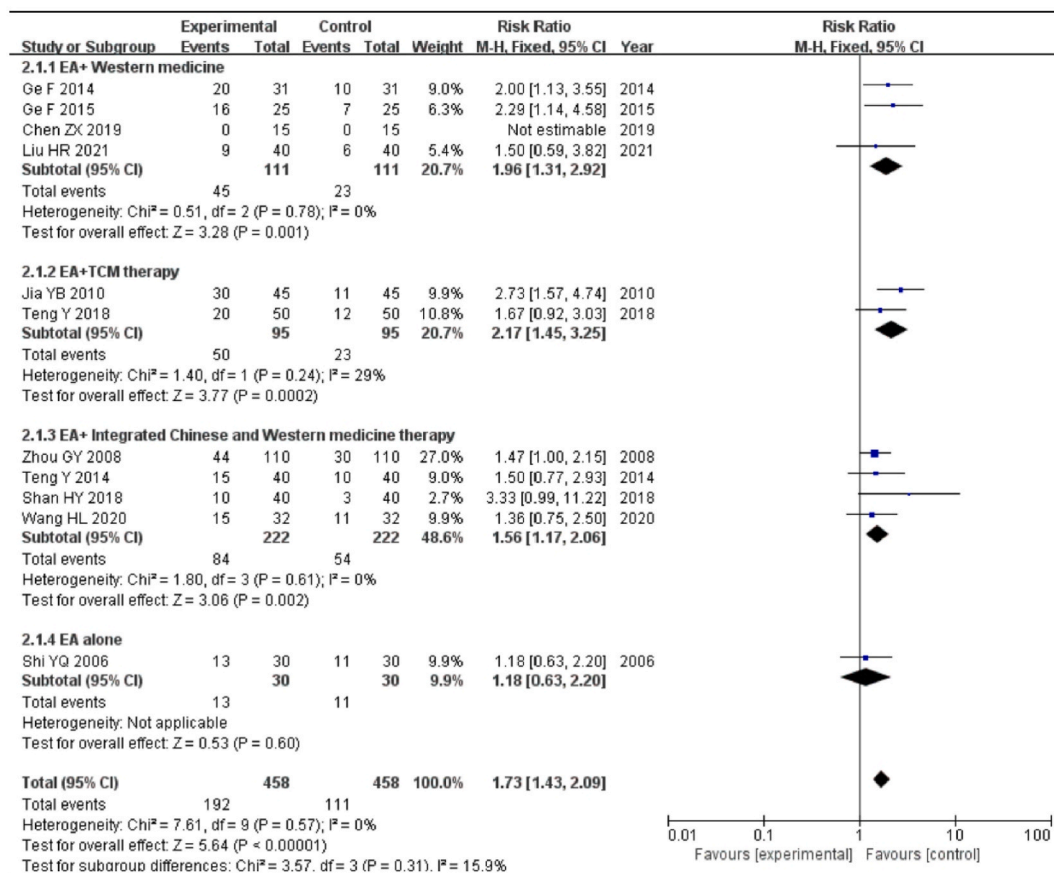 Experimental Control Risk Ratio Risk Ratio
Study or Subgroup Events Total Events Total Weight M-H, Fixed, 95% CI Year M-H, Fixed, 95% CI
2.1.1 EA+ Western medicine
Ge F 2014 20 31 10 31 9.0% 2.00 [1.13, 3.55] 2014
Ge F 2015 16 25 7 25 6.3% 2.29 [1.14, 4.58] 2015
Chen ZX 2019 0 15 0 15 Not estimable 2019
Liu HR 2021 9 40 6 40 5.4% 1.50 [0.59, 3.82] 2021
Subtotal (95% CI) 111 111 20.7% 1.96 [1.31, 2.92]
Total events 45 23
Heterogeneity: Chi² = 0.51, df = 2 (P = 0.78); I² = 0%
Test for overall effect: Z = 3.28 (P = 0.001)
2.1.2 EA+TCM therapy
Jia YB 2010 30 45 11 45 9.9% 2.73 [1.57, 4.74] 2010
Teng Y 2018 20 50 12 50 10.8% 1.67 [0.92, 3.03] 2018
Subtotal (95% CI) 95 95 20.7% 2.17 [1.45, 3.25]
Total events 50 23
Heterogeneity: Chi² = 1.40, df = 1 (P = 0.24); I² = 29%
Test for overall effect: Z = 3.77 (P = 0.0002)
2.1.3 EA+ Integrated Chinese and Western medicine therapy
Zhou GY 2008 44 110 30 110 27.0% 1.47 [1.00, 2.15] 2008
Teng Y 2014 15 40 10 40 9.0% 1.50 [0.77, 2.93] 2014
Shan HY 2018 10 40 3 40 2.7% 3.33 [0.99, 11.22] 2018
Wang HL 2020 15 32 11 32 9.9% 1.36 [0.75, 2.50] 2020
Subtotal (95% CI) 222 222 48.6% 1.56 [1.17, 2.06]
Total events 84 54
Heterogeneity: Chi² = 1.80, df = 3 (P = 0.61); I² = 0%
Test for overall effect: Z = 3.06 (P = 0.002)
2.1.4 EA alone
Shi YQ 2006 13 30 11 30 9.9% 1.18 [0.63, 2.20] 2006
Subtotal (95% CI) 30 30 9.9% 1.18 [0.63, 2.20]
Total events 13 11
Heterogeneity: Not applicable
Test for overall effect: Z = 0.53 (P = 0.60)
Total (95% CI) 458 458 100.0% 1.73 [1.43, 2.09]
Total events 192 111
Heterogeneity: Chi² = 7.61, df = 9 (P = 0.57); I² = 0%
Test for overall effect: Z = 5.64 (P < 0.00001)
Test for subgroup differences: Chi² = 3.57, df = 3 (P = 0.31), I² = 15.9%
0.01 0.1 1 10 100
Favours [experimental] Favours [control]